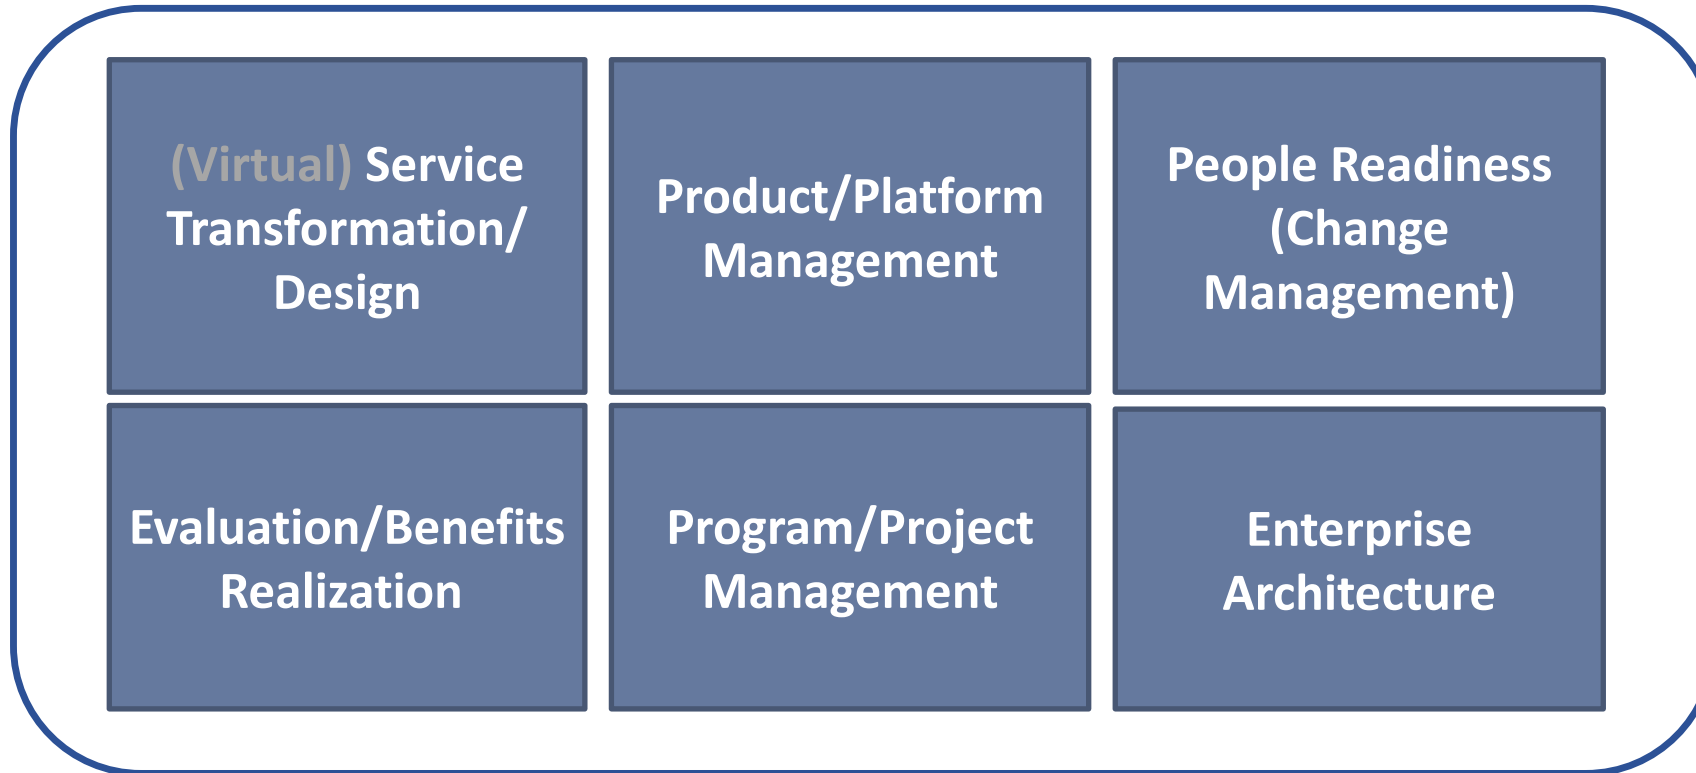 (Virtual) Service
Transformation/
Design
Product/Platform
Management
People Readiness
(Change
Management)
Evaluation/Benefits
Realization
Program/Project
Management
Enterprise
Architecture